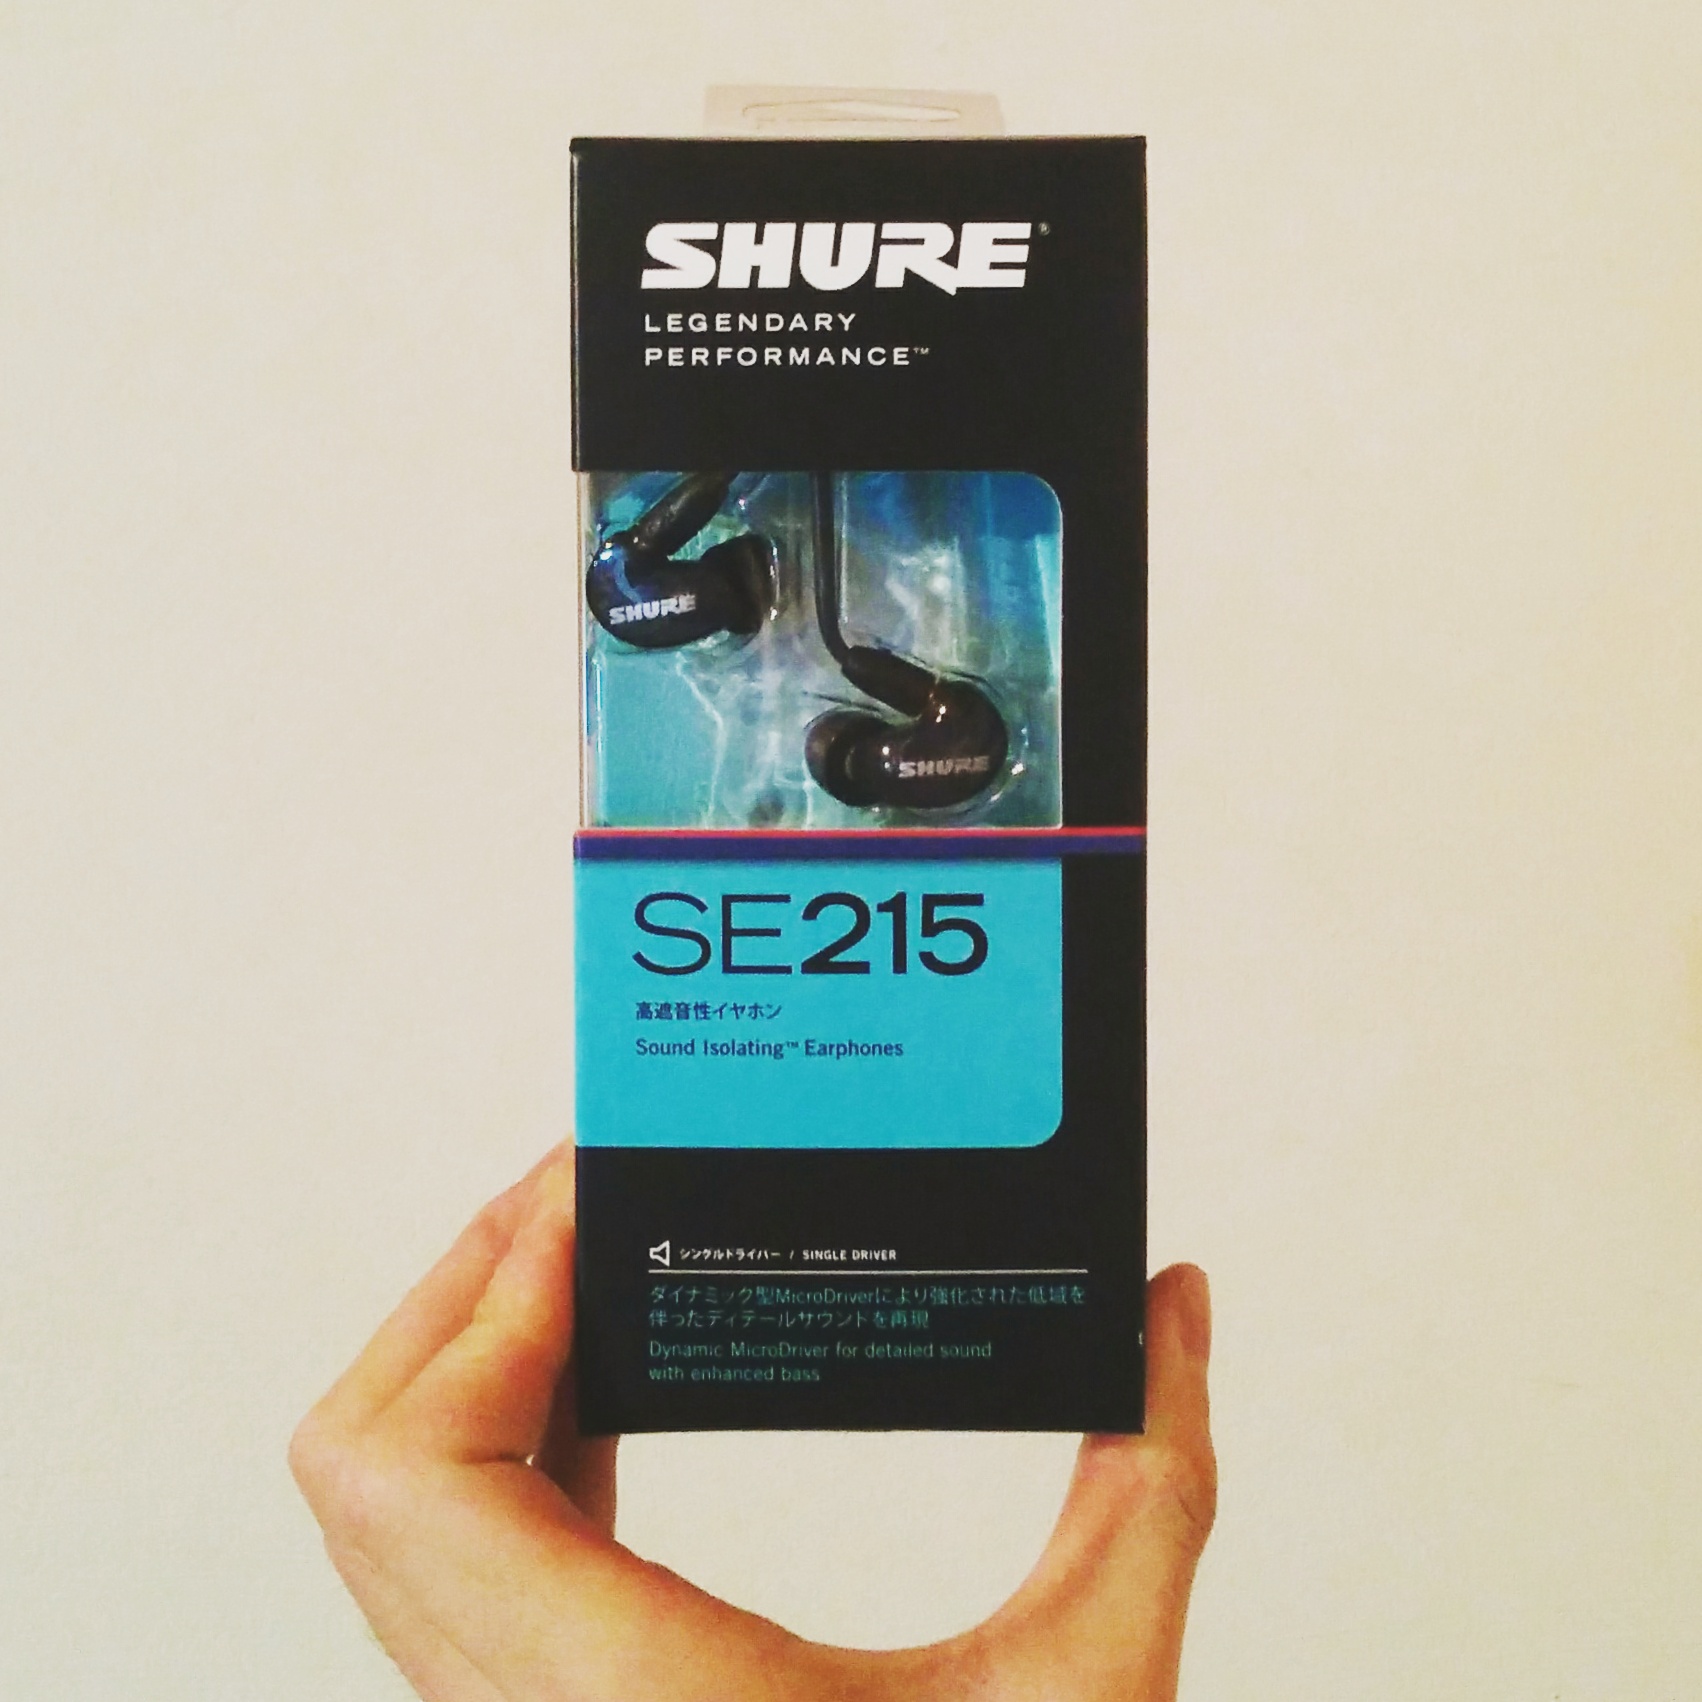 SHURE®
LEGENDARY
PERFORMANCE™
SHURE
SHURE
SE215
高遮音性イヤホン
Sound Isolating™ Earphones
シングルドライバー / SINGLE DRIVER
ダイナミック型MicroDriverにより強化された低域を
伴ったディテールサウンドを再現
Dynamic MicroDriver for detailed sound
with enhanced bass